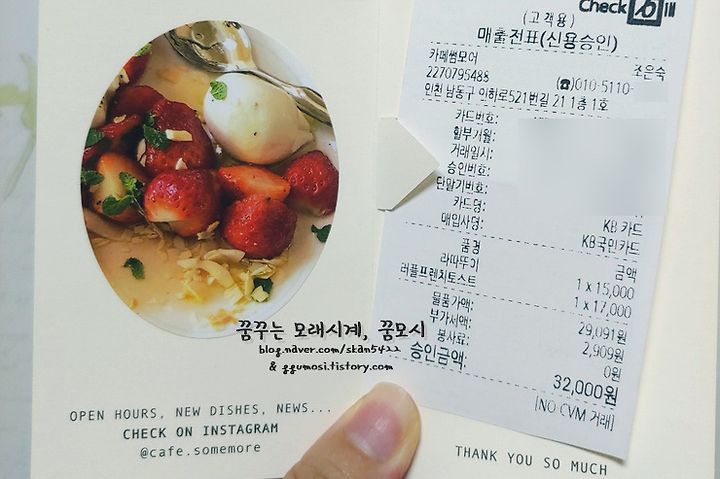 OPEN HOURS, NEW DISHES, NEWS...
CHECK ON INSTAGRAM
@cafe.somemore
꿈꾸는 모래시계, 꿈모시
blog.naver.com/skan5422
& ggumosi.tistory.com
Check ill
(고객용)
매출전표(신용승인)
카페썸모어 조은숙
2270795488 (☎)010-5110-
인천 남동구 인하로521번길 21 1층 1호
카드번호:
할부개월:
거래일시:
승인번호:
단말기번호:
카드명: KB 카드
매입사명: KB국민카드
품경 금액
라따뚜이 1 x 15,000
러플프렌치토스트 1 x 17,000
물품가액: 29,091원
부가세액: 2,909원
봉사료: 0원
승인금액: 32,000원
[NO CVM 거래]
THANK YOU SO MUCH